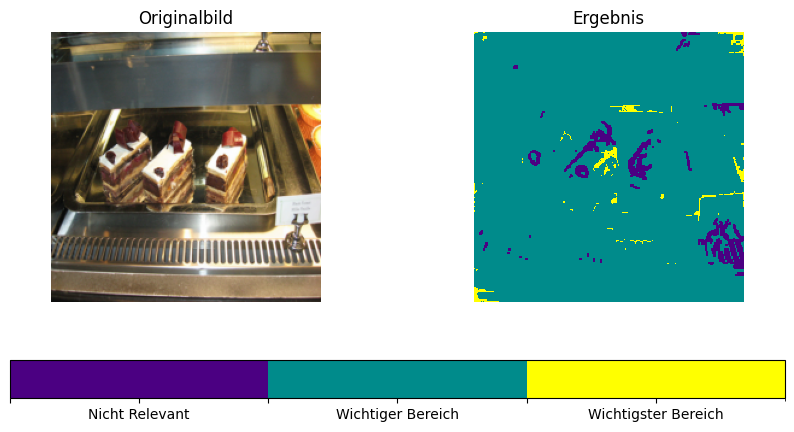 Originalbild
Ergebnis
Nicht Relevant
Wichtiger Bereich
Wichtigster Bereich